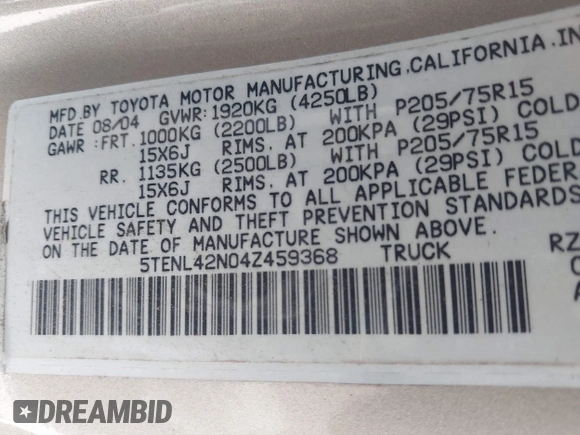 MFD.BY TOYOTA MOTOR MANUFACTURING,CALIFORNIA,IN
DATE 08/04 GVWR:1920KG (4250LB)
GAWR:FRT.1000KG (2200LB) WITH P205/75R15
15X6J RIMS, AT 200KPA (29PSI) COLD
RR. 1135KG (2500LB) WITH P205/75R15
15X6J RIMS, AT 200KPA (29PSI) COLD
THIS VEHICLE CONFORMS TO ALL APPLICABLE FEDER
VEHICLE SAFETY AND THEFT PREVENTION STANDARDS
ON THE DATE OF MANUFACTURE SHOWN ABOVE.
5TENL42N04Z459368 TRUCK RZ
DREAMBID